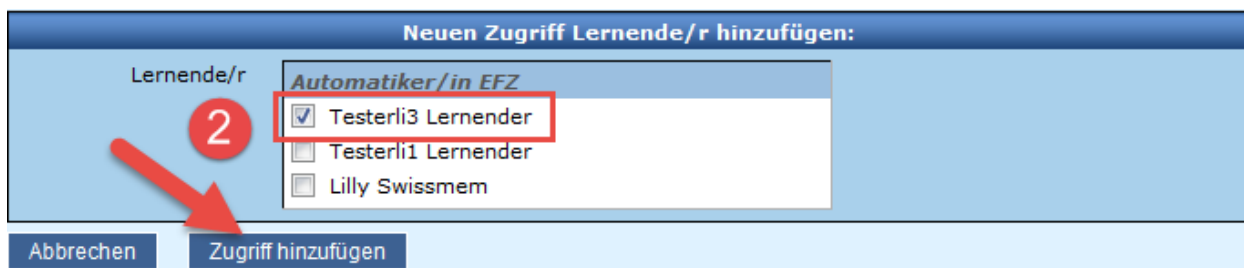 Neuen Zugriff Lernende/r hinzufügen:
Lernende/r
Automatiker/in EFZ
2
Testerli3 Lernender
Testerli1 Lernender
Lilly Swissmem
Abbrechen
Zugriff hinzufügen